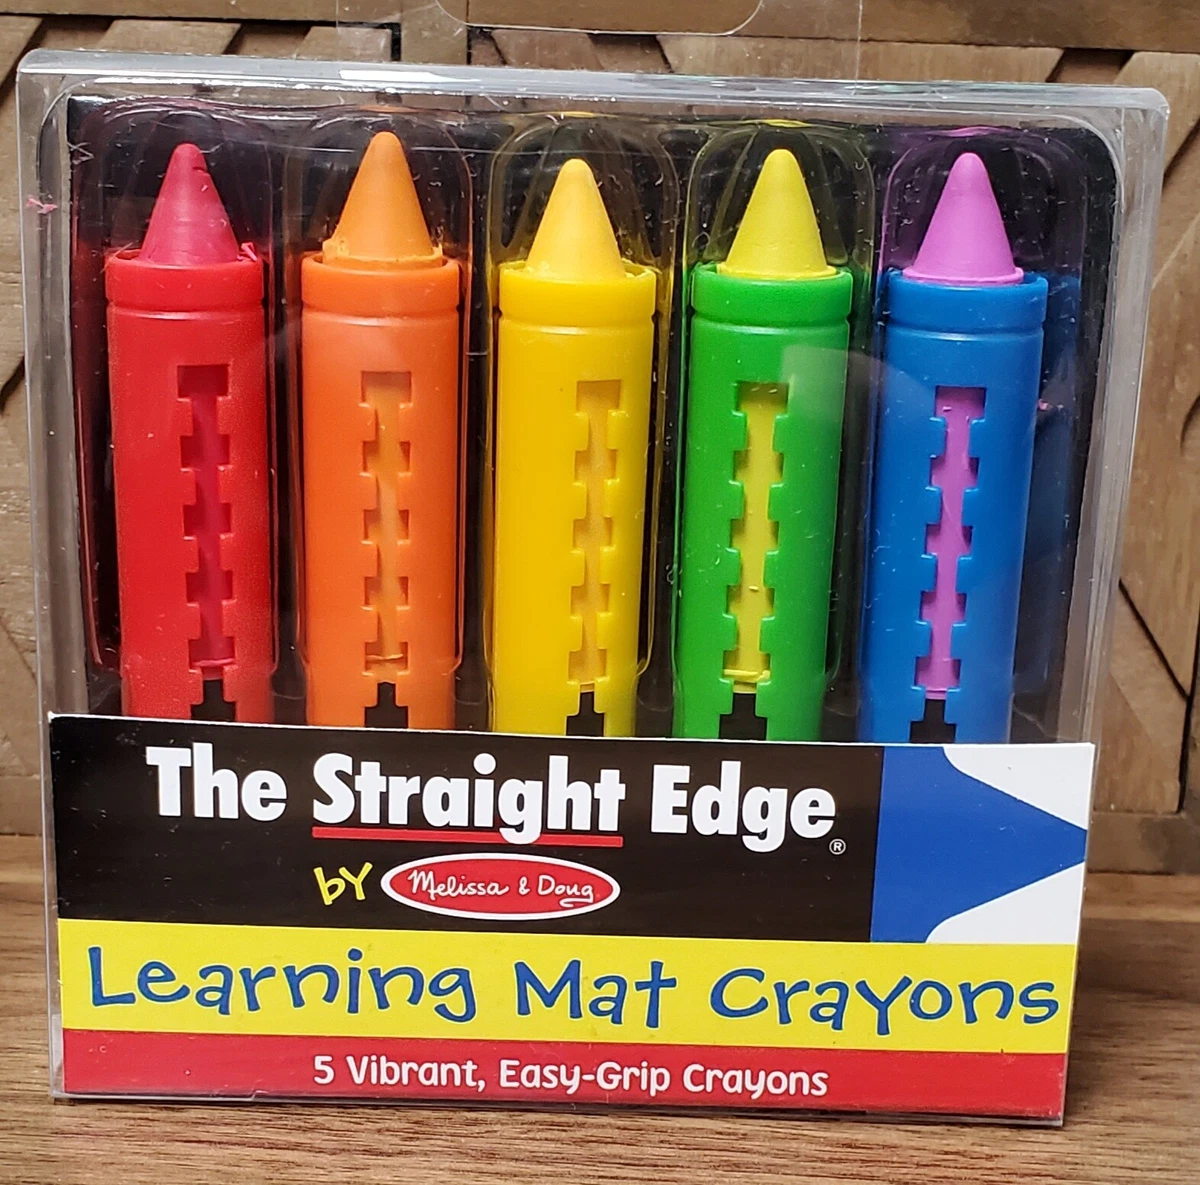 The Straight Edge®
by Melissa & Doug
Learning Mat Crayons
5 Vibrant, Easy-Grip Crayons